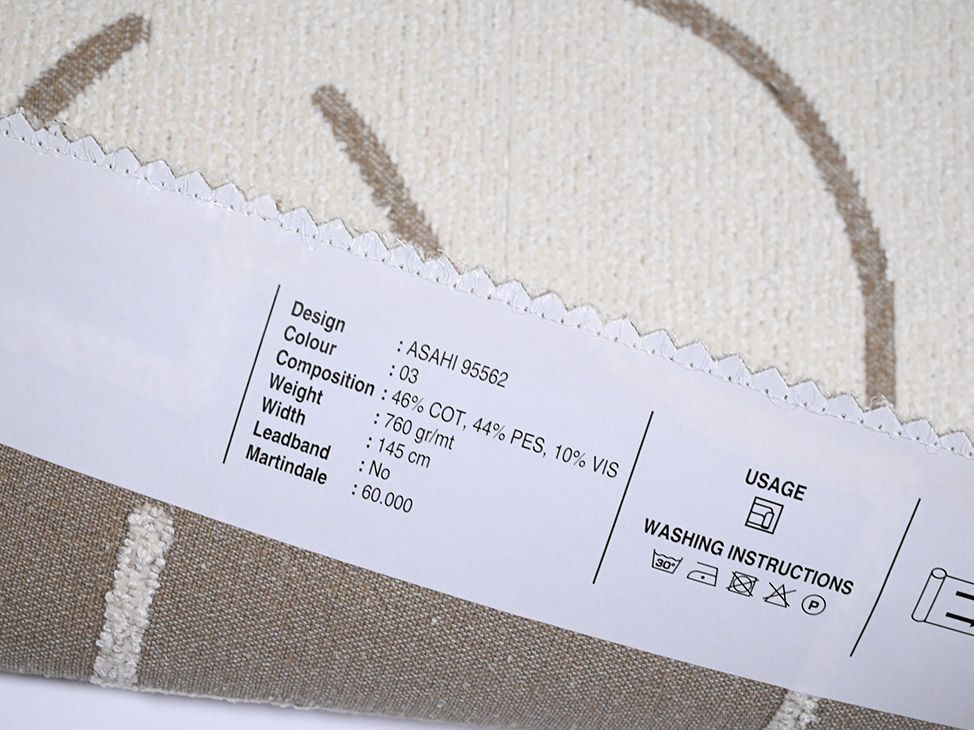 Design : ASAHI 95562
Colour : 03
Composition : 46% COT, 44% PES, 10% VIS
Weight : 760 gr/mt
Width : 145 cm
Leadband : No
Martindale : 60.000
USAGE
WASHING INSTRUCTIONS
30° P